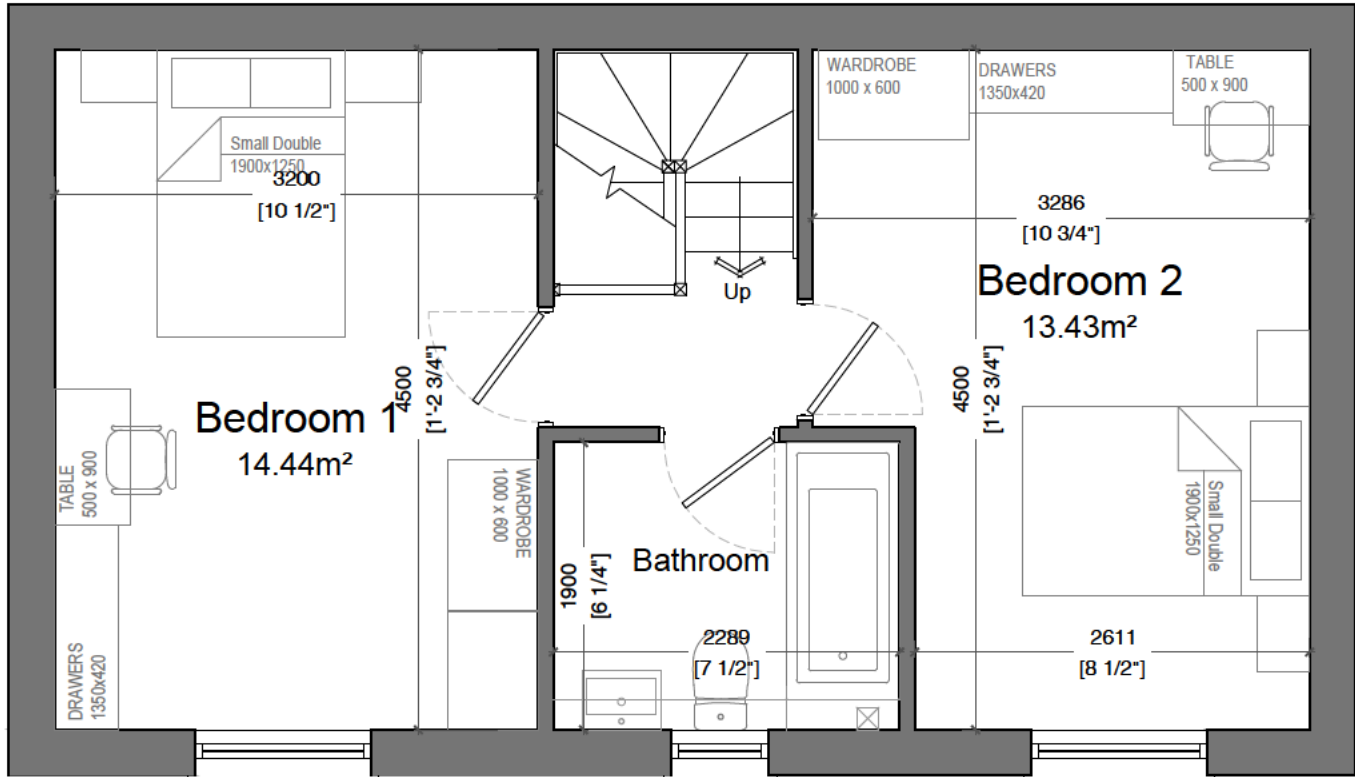 Small Double
1900x1250
3200
[10 1/2"]
Bedroom 1
14.44m²
4500
[1'-2 3/4"]
TABLE
500 x 900
DRAWERS
1350x420
WARDROBE
1000 x 600
Up
Bathroom
1900
[6 1/4"]
2289
[7 1/2"]
WARDROBE
1000 x 600
DRAWERS
1350x420
TABLE
500 x 900
3286
[10 3/4"]
Bedroom 2
13.43m²
4500
[1'-2 3/4"]
Small Double
1900x1250
2611
[8 1/2"]